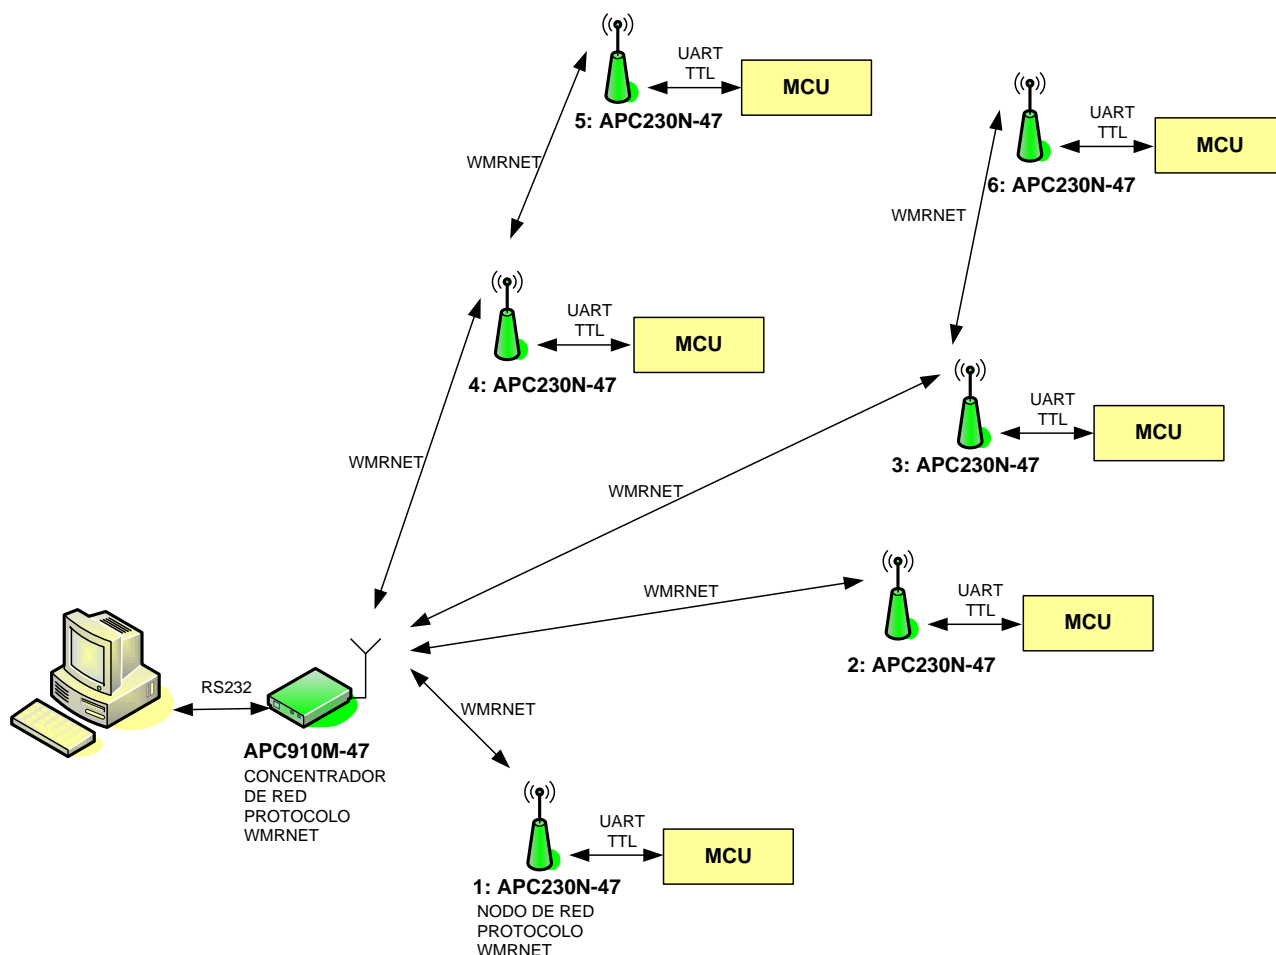 UART
TTL
MCU
5: APC230N-47
UART
TTL
MCU
6: APC230N-47
WMRNET
WMRNET
UART
TTL
MCU
4: APC230N-47
UART
TTL
MCU
3: APC230N-47
WMRNET
WMRNET
WMRNET
UART
TTL
MCU
2: APC230N-47
RS232
WMRNET
APC910M-47
CONCENTRADOR
DE RED
PROTOCOLO
WMRNET
UART
TTL
MCU
1: APC230N-47
NODO DE RED
PROTOCOLO
WMRNET